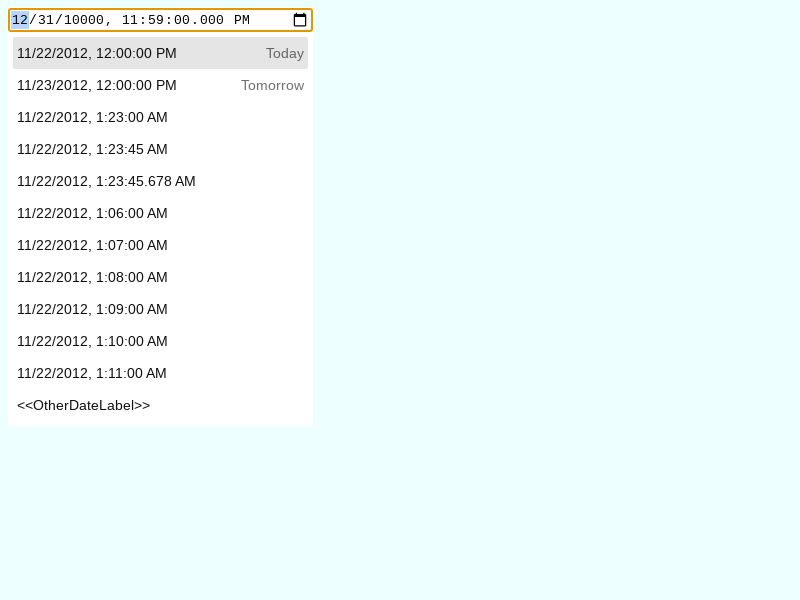 12/31/10000, 11:59:00.000 PM
11/22/2012, 12:00:00 PM Today
11/23/2012, 12:00:00 PM Tomorrow
11/22/2012, 1:23:00 AM
11/22/2012, 1:23:45 AM
11/22/2012, 1:23:45.678 AM
11/22/2012, 1:06:00 AM
11/22/2012, 1:07:00 AM
11/22/2012, 1:08:00 AM
11/22/2012, 1:09:00 AM
11/22/2012, 1:10:00 AM
11/22/2012, 1:11:00 AM
<<OtherDateLabel>>